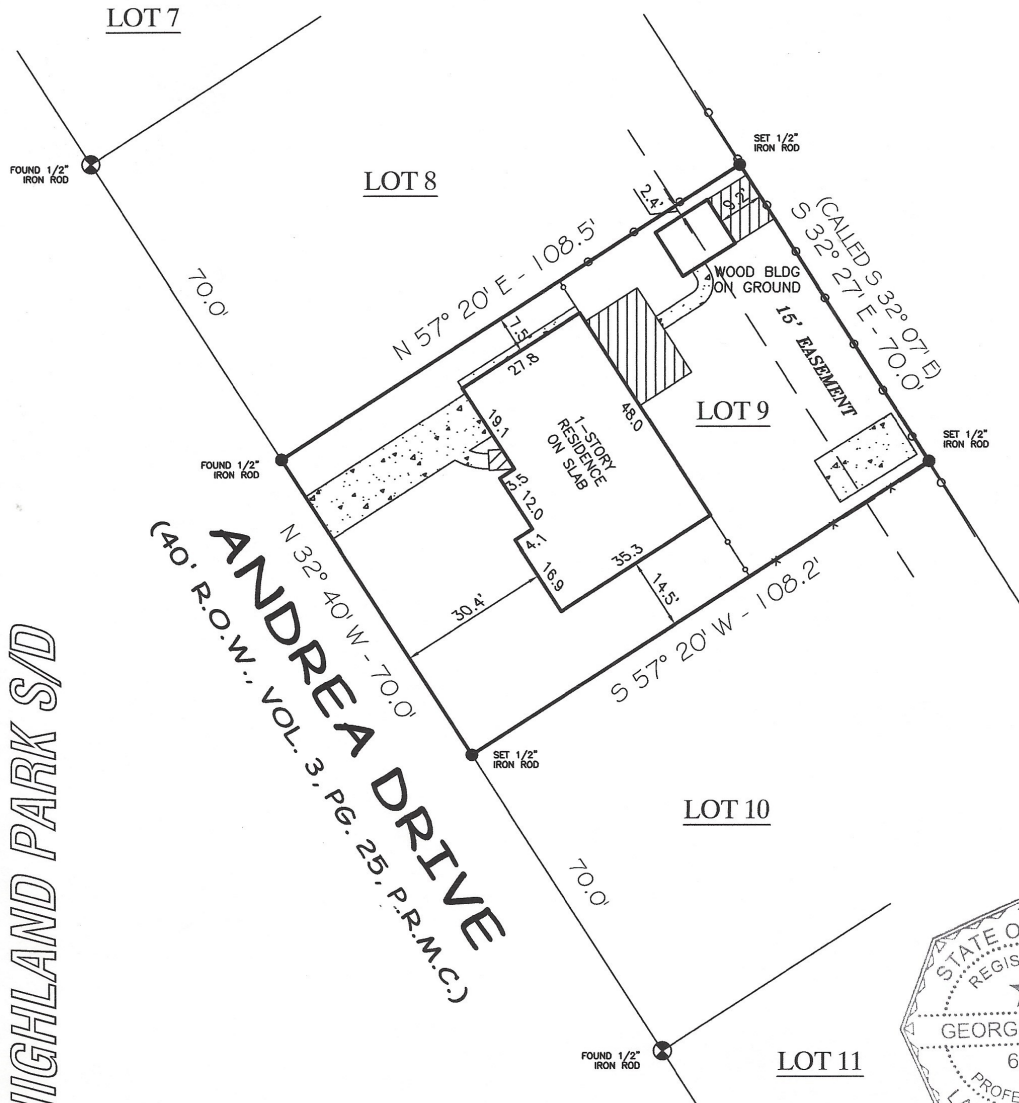 LOT 7
FOUND 1/2"
IRON ROD
LOT 8
SET 1/2"
IRON ROD
2.4'
9.2'
(CALLED S 32° 07' E)
S 32° 27' E - 70.0'
70.0'
N 57° 20' E - 108.5'
WOOD BLDG
ON GROUND
15' EASEMENT
7.5'
27.8
LOT 9
48.0
1-STORY
RESIDENCE
ON SLAB
19.1
SET 1/2"
IRON ROD
FOUND 1/2"
IRON ROD
12.0
4.1
16.9
35.3
14.5'
30.4'
N 32° 40' W - 70.0'
S 57° 20' W - 108.2'
ANDREA DRIVE
(40' R.O.W., VOL. 3, PG. 25, P.R.M.C.)
SET 1/2"
IRON ROD
HIGHLAND PARK S/D
LOT 10
70.0'
FOUND 1/2"
IRON ROD
LOT 11
STATE O
REGIS
GEORG
6
PROFE
LA